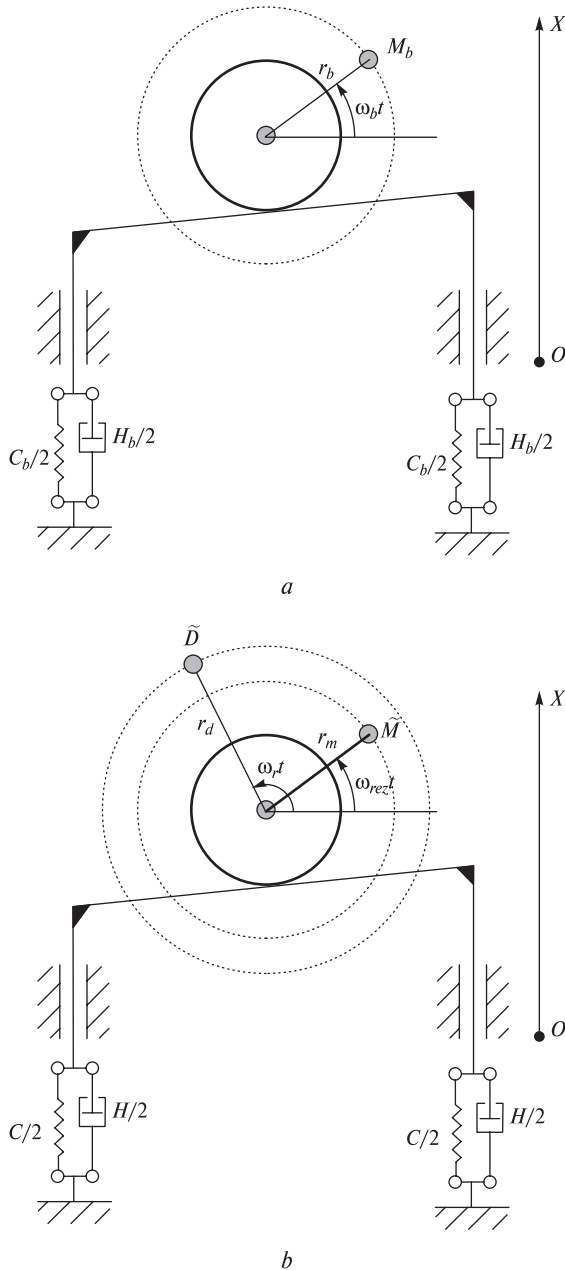 X
M_b
r_b
ω_b t
O
H_b/2
C_b/2
H_b/2
C_b/2
a
D̃
X
r_d
r_m
M̃
ω_r t
ω_rez t
O
H/2
C/2
H/2
C/2
b